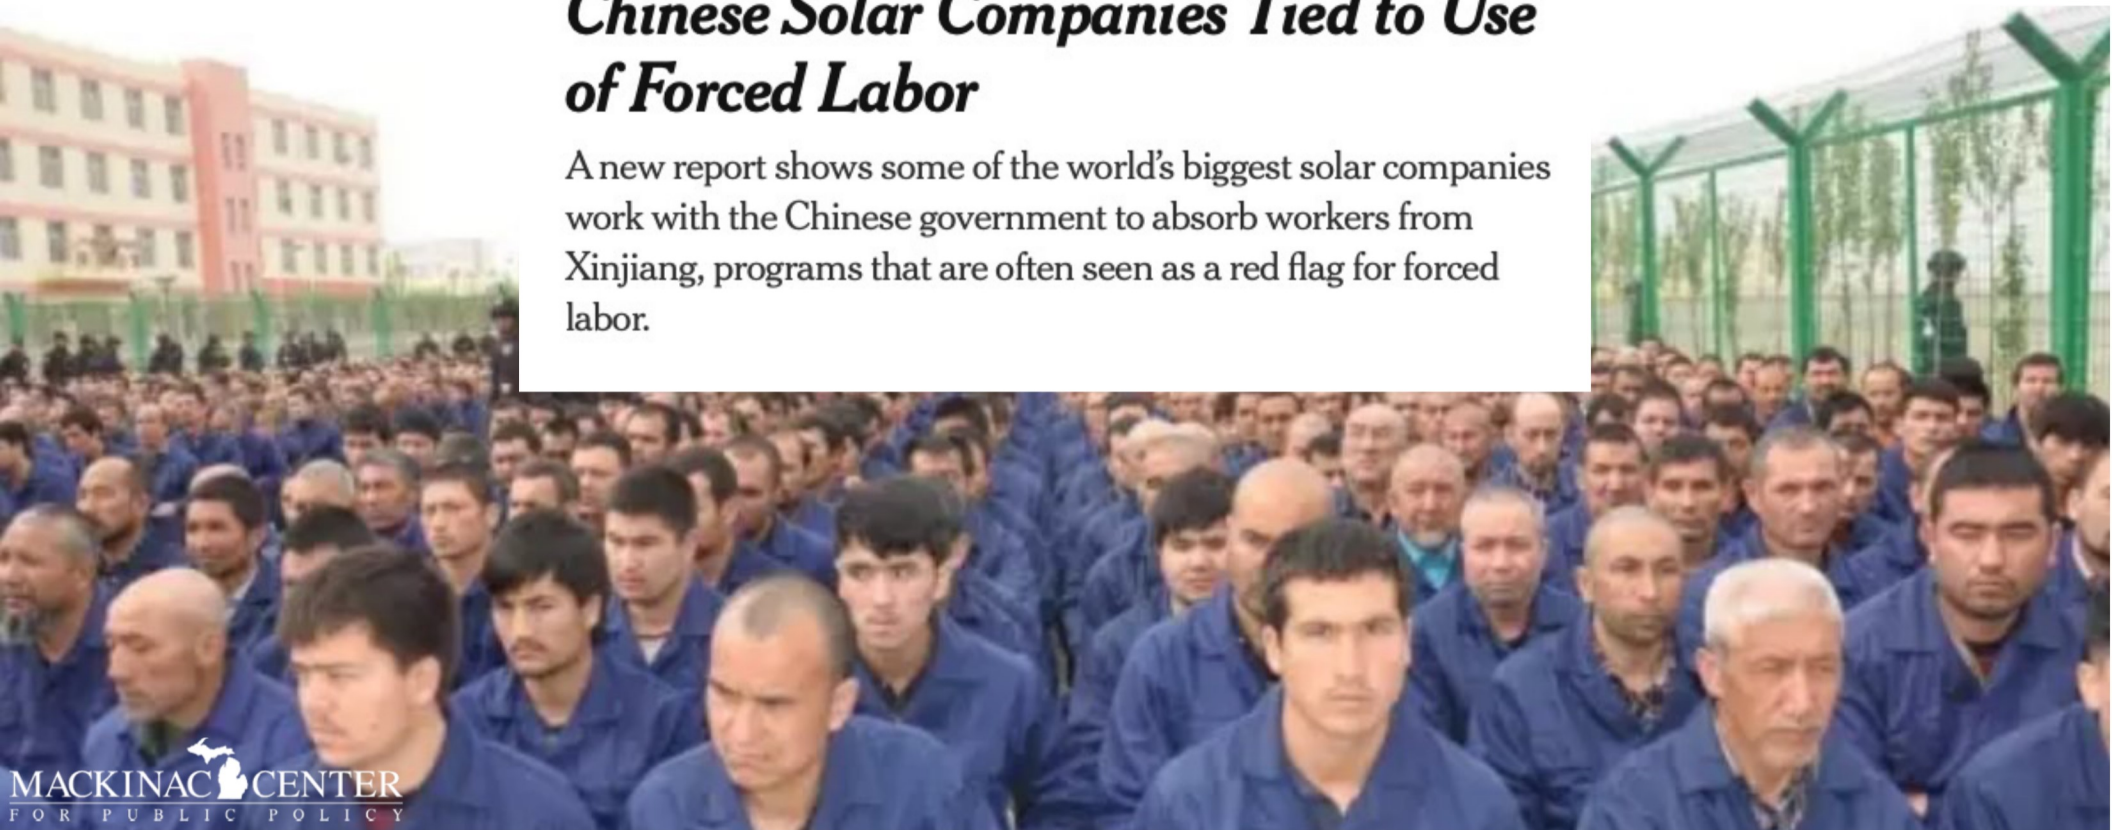 Chinese Solar Companies Tied to Use
of Forced Labor
A new report shows some of the world’s biggest solar companies
work with the Chinese government to absorb workers from
Xinjiang, programs that are often seen as a red flag for forced
labor.
MACKINAC CENTER
FOR PUBLIC POLICY